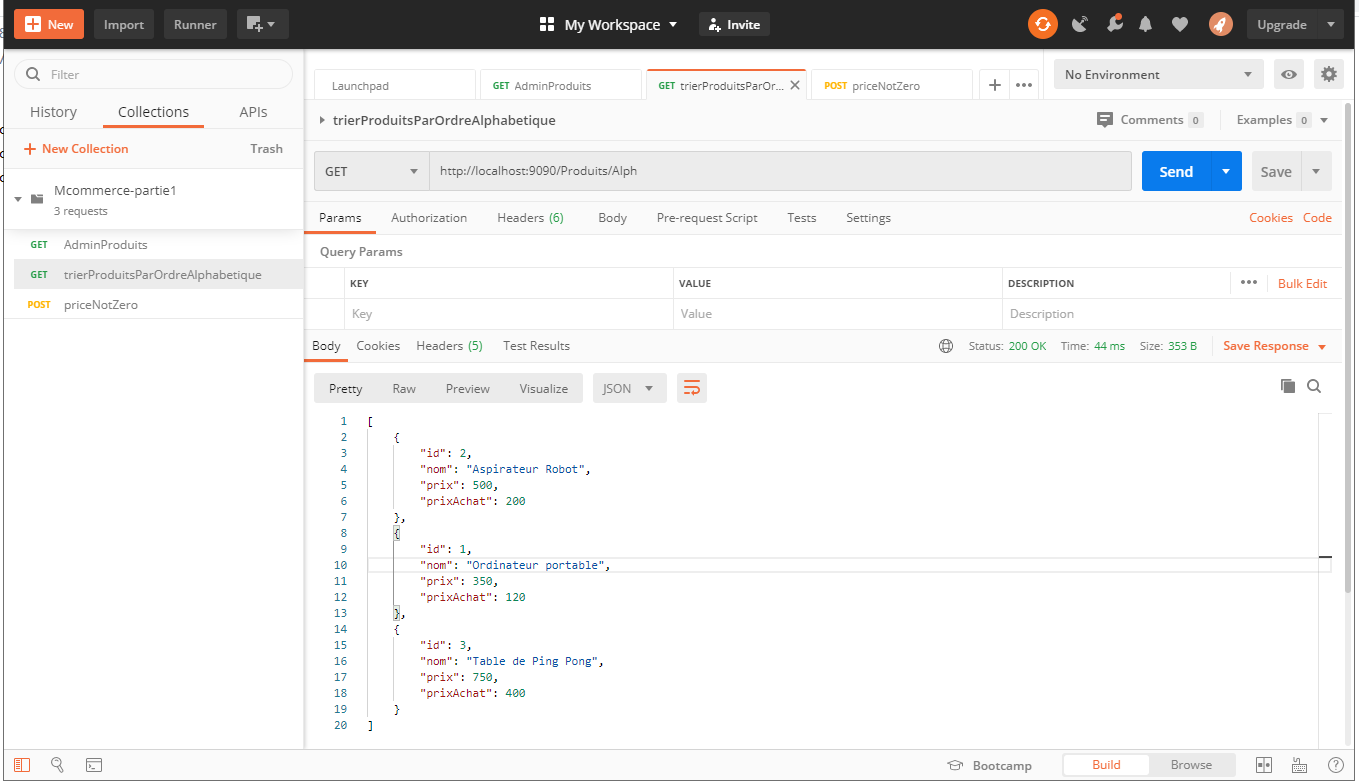 New Import Runner My Workspace Invite Upgrade
Filter
History Collections APIs
New Collection Trash
Mcommerce-partie1
3 requests
GET AdminProduits
GET trierProduitsParOrdreAlphabetique
POST priceNotZero
Launchpad GET AdminProduits GET trierProduitsParOr... POST priceNotZero No Environment
trierProduitsParOrdreAlphabetique Comments 0 Examples 0
GET http://localhost:9090/Produits/Alph Send Save
Params Authorization Headers (6) Body Pre-request Script Tests Settings Cookies Code
Query Params
KEY VALUE DESCRIPTION Bulk Edit
Key Value Description
Body Cookies Headers (5) Test Results Status: 200 OK Time: 44 ms Size: 353 B Save Response
Pretty Raw Preview Visualize JSON
1 [
2 {
3 "id": 2,
4 "nom": "Aspirateur Robot",
5 "prix": 500,
6 "prixAchat": 200
7 },
8 {
9 "id": 1,
10 "nom": "Ordinateur portable",
11 "prix": 350,
12 "prixAchat": 120
13 },
14 {
15 "id": 3,
16 "nom": "Table de Ping Pong",
17 "prix": 750,
18 "prixAchat": 400
19 }
20 ]
Bootcamp Build Browse